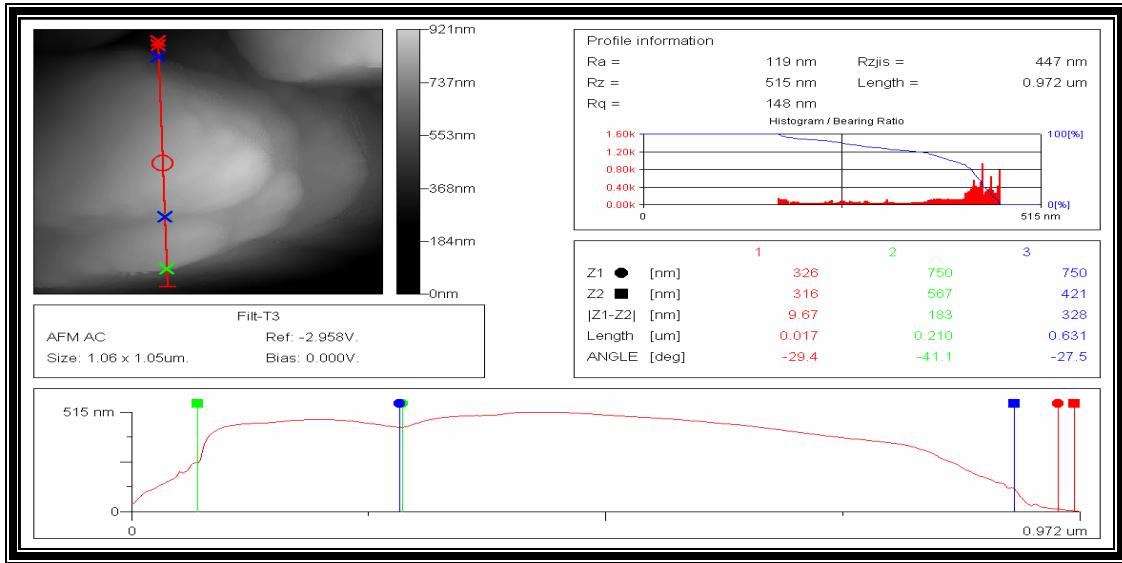 921nm
737nm
553nm
368nm
184nm
0nm
Filt-T3
AFM AC Ref: -2.958V.
Size: 1.06 x 1.05um. Bias: 0.000V.
Profile information
Ra = 119 nm Rzjis = 447 nm
Rz = 515 nm Length = 0.972 um
Rq = 148 nm
Histogram / Bearing Ratio
1.60k 100[%]
1.20k
0.80k
0.40k
0.00k 0[%]
0 515 nm
1 2 3
Z1 [nm] 326 750 750
Z2 [nm] 316 567 421
|Z1-Z2| [nm] 9.67 183 328
Length [um] 0.017 0.210 0.631
ANGLE [deg] -29.4 -41.1 -27.5
515 nm
0
0 0.972 um